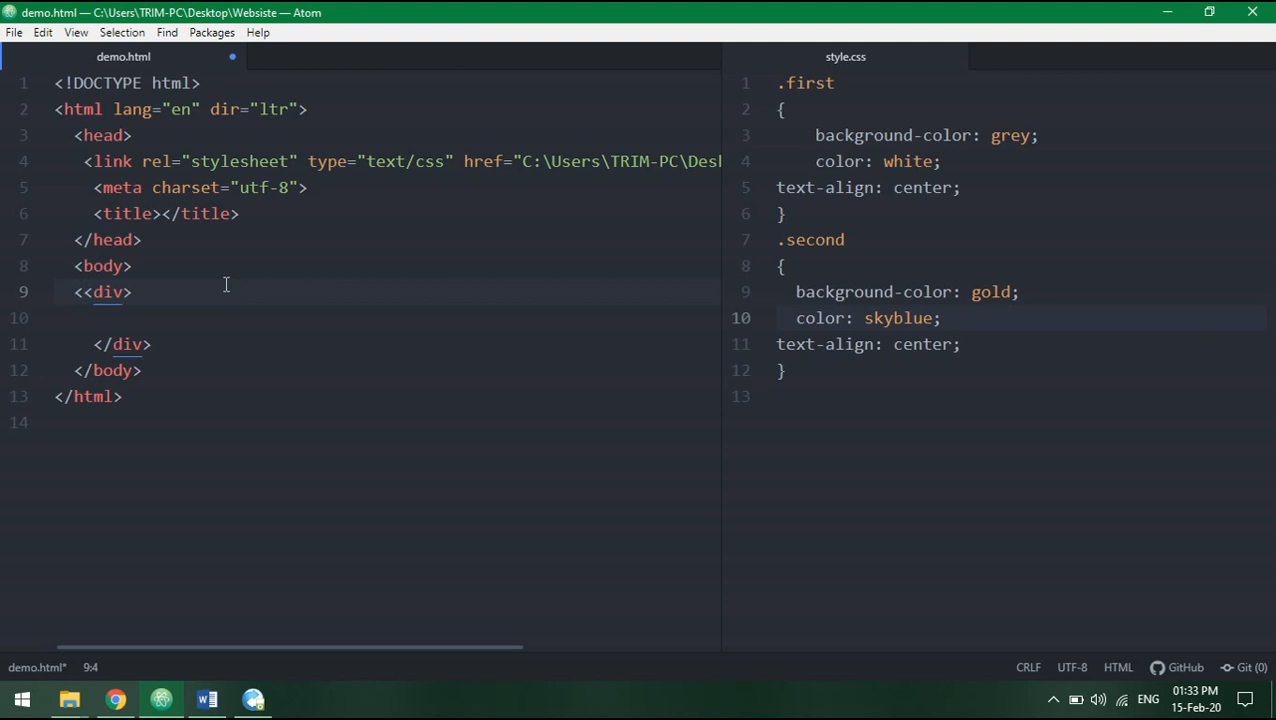 demo.html — C:\Users\TRIM-PC\Desktop\Websiste — Atom
File Edit View Selection Find Packages Help
demo.html
1 <!DOCTYPE html>
2 <html lang="en" dir="ltr">
3 <head>
4 <link rel="stylesheet" type="text/css" href="C:\Users\TRIM-PC\Desk
5 <meta charset="utf-8">
6 <title></title>
7 </head>
8 <body>
9 <<div>
10
11 </div>
12 </body>
13 </html>
14
style.css
1 .first
2 {
3 background-color: grey;
4 color: white;
5 text-align: center;
6 }
7 .second
8 {
9 background-color: gold;
10 color: skyblue;
11 text-align: center;
12 }
13
demo.html* 9:4 CRLF UTF-8 HTML GitHub Git (0)
ENG 01:33 PM
15-Feb-20